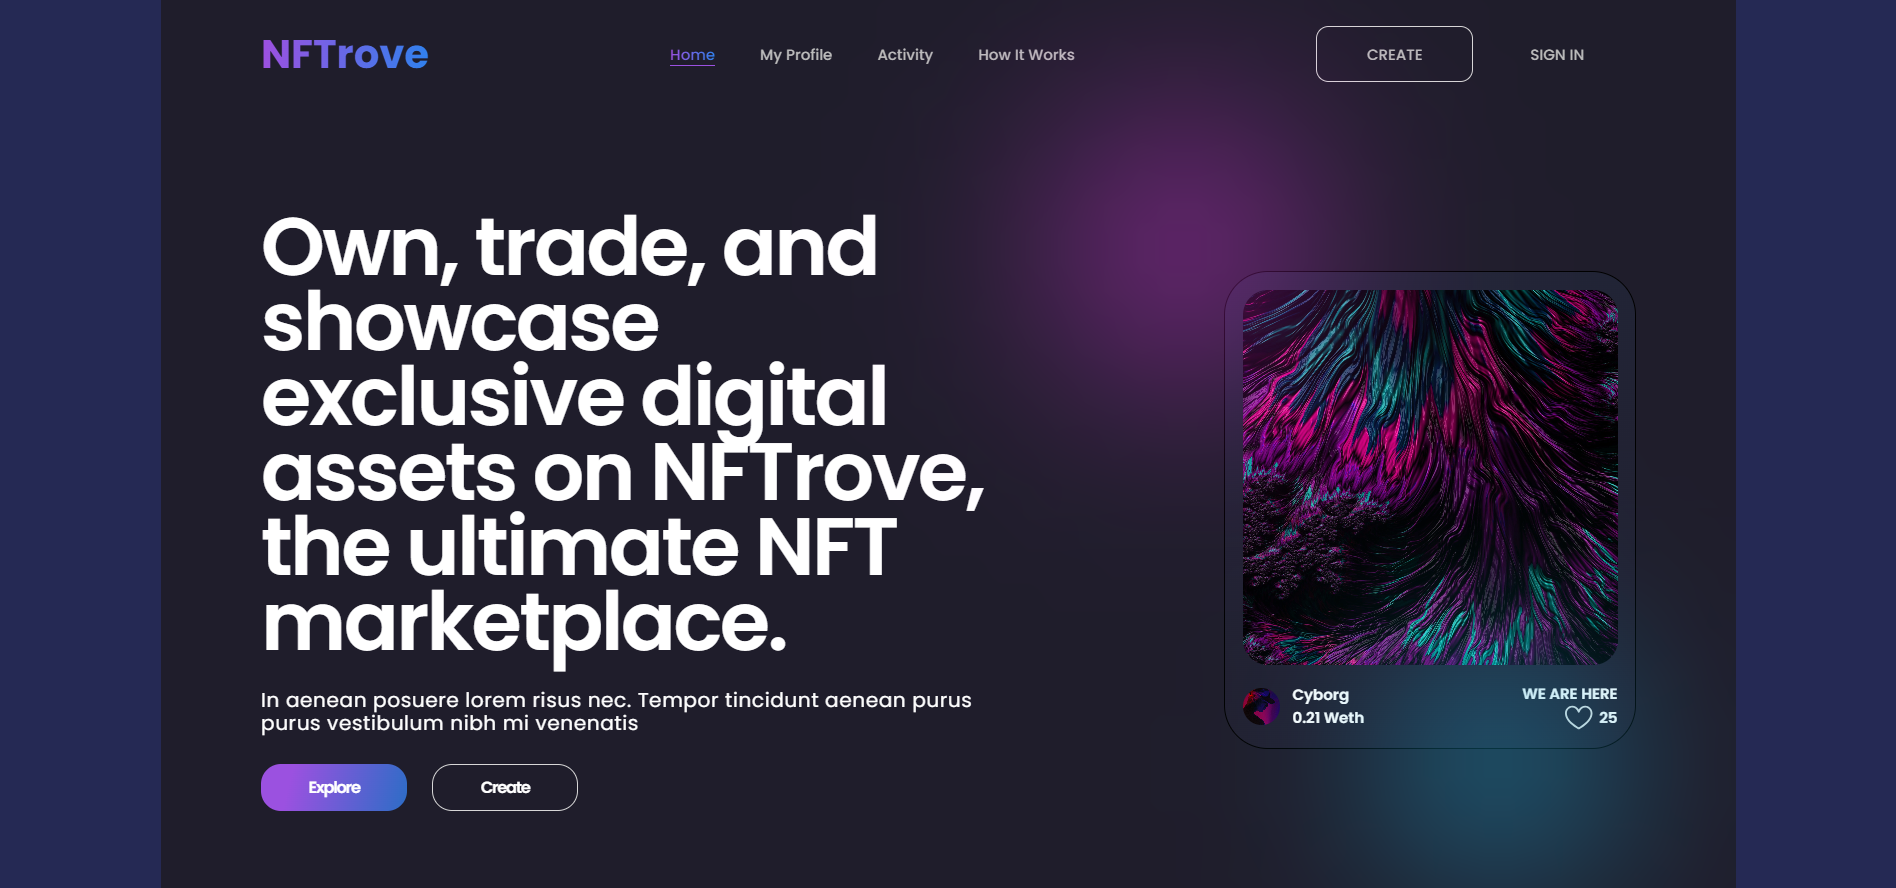 NFTrove
Home
My Profile
Activity
How It Works
CREATE
SIGN IN
Own, trade, and
showcase
exclusive digital
assets on NFTrove,
the ultimate NFT
marketplace.
In aenean posuere lorem risus nec. Tempor tincidunt aenean purus
purus vestibulum nibh mi venenatis
Explore
Create
Cyborg
0.21 Weth
WE ARE HERE
25